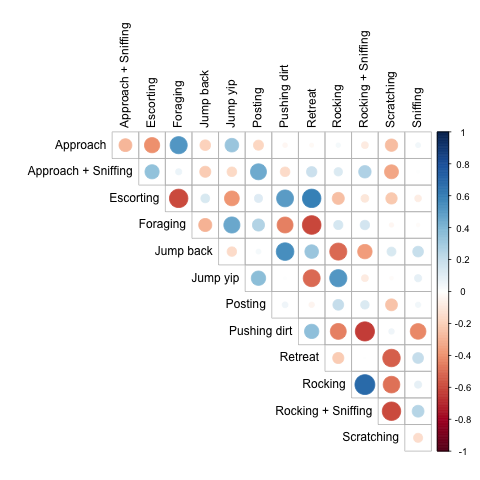 Approach + Sniffing
Escorting
Foraging
Jump back
Jump yip
Posting
Pushing dirt
Retreat
Rocking
Rocking + Sniffing
Scratching
Sniffing
Approach
Approach + Sniffing
Escorting
Foraging
Jump back
Jump yip
Posting
Pushing dirt
Retreat
Rocking
Rocking + Sniffing
Scratching
1
0.8
0.6
0.4
0.2
0
-0.2
-0.4
-0.6
-0.8
-1